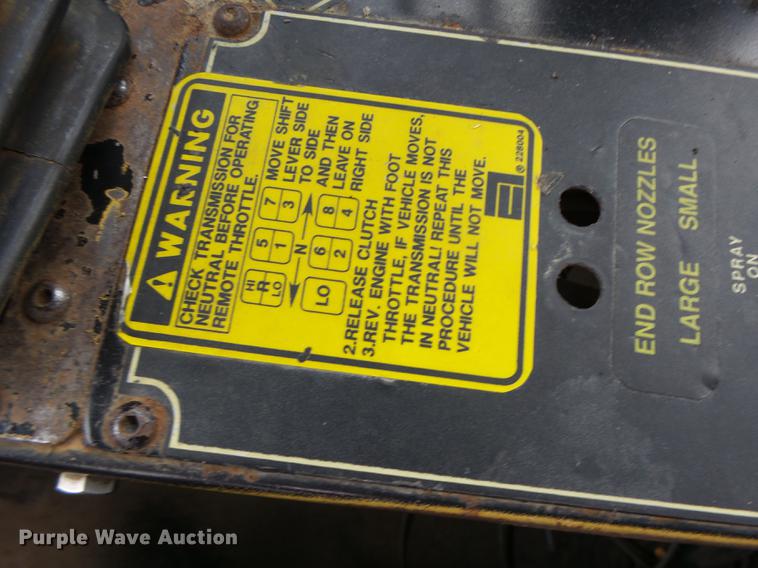 WARNING
CHECK TRANSMISSION FOR
NEUTRAL BEFORE OPERATING
REMOTE THROTTLE.
HI
R
LO
5
1
7
3
N
LO
6
2
8
4
MOVE SHIFT
LEVER SIDE
TO SIDE
AND THEN
LEAVE ON
RIGHT SIDE
2.RELEASE CLUTCH
3.REV. ENGINE WITH FOOT
THROTTLE, IF VEHICLE MOVES,
THE TRANSMISSION IS NOT
IN NEUTRAL! REPEAT THIS
PROCEDURE UNTIL THE
VEHICLE WILL NOT MOVE.
228004
END ROW NOZZLES
LARGE SMALL
SPRAY
ON
Purple Wave Auction